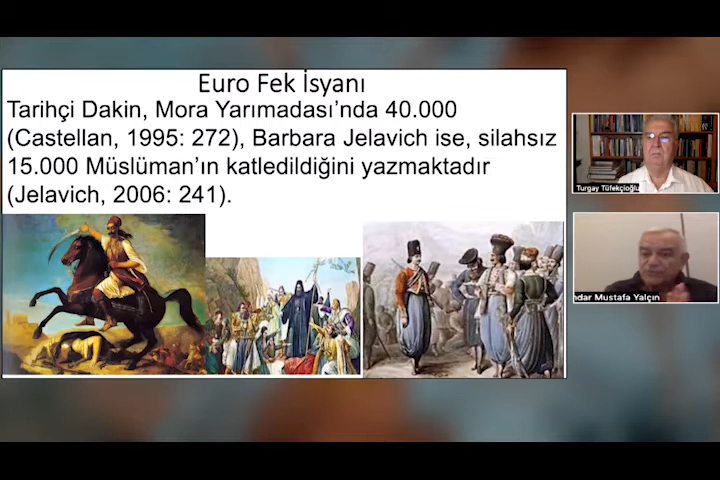 Euro Fek İsyanı
Tarihçi Dakin, Mora Yarımadası’nda 40.000
(Castellan, 1995: 272), Barbara Jelavich ise, silahsız
15.000 Müslüman’ın katledildiğini yazmaktadır
(Jelavich, 2006: 241).
Turgay Tüfekçioğlu
ndar Mustafa Yalçın